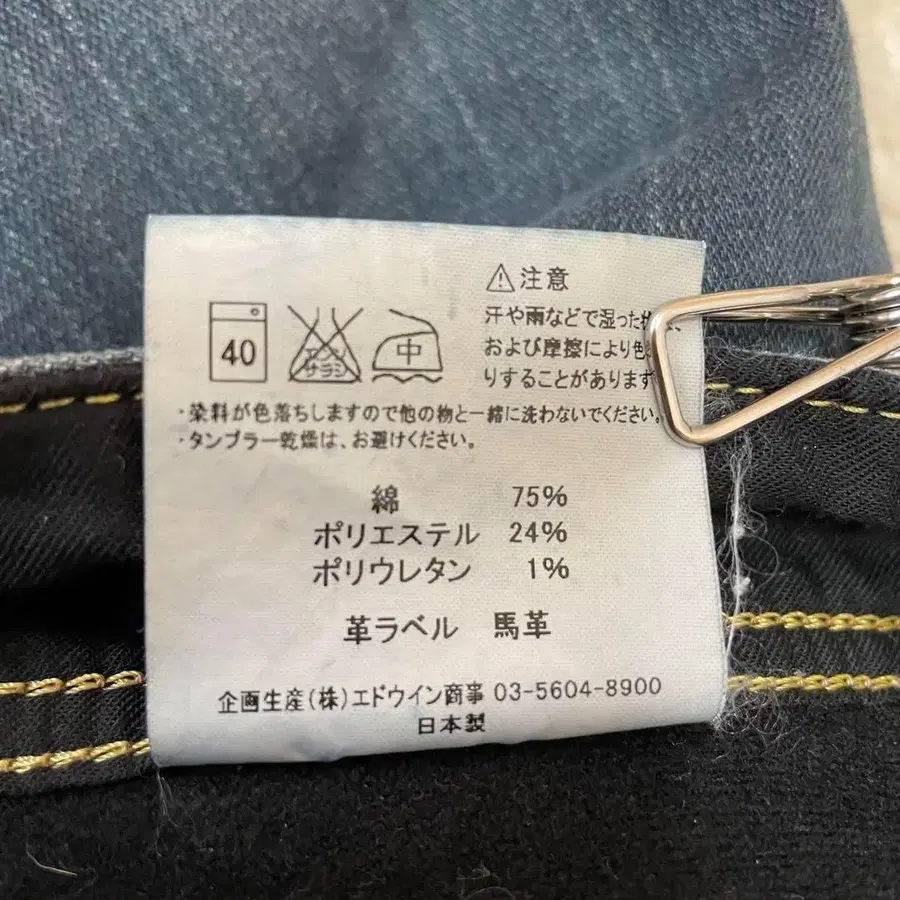 注意
汗や雨などで湿った
および摩擦により色
りすることがあります
40
エンソ
サラシ
中
・染料が色落ちしますので他の物と一緒に洗わないでください。
・タンブラー乾燥は、お避けください。
綿 75%
ポリエステル 24%
ポリウレタン 1%
革ラベル 馬革
企画生産(株)エドウイン商事 03-5604-8900
日本製